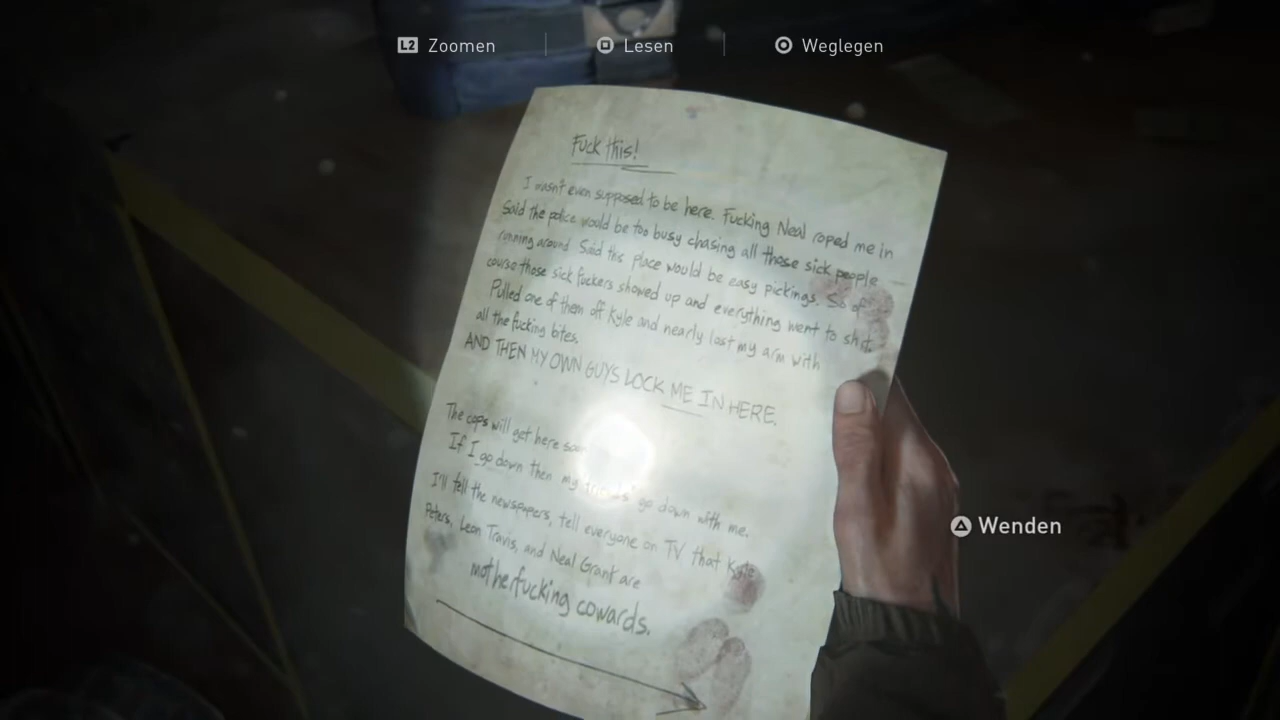 L2 Zoomen
Lesen
Weglegen
Fuck this!
I wasn't even supposed to be here. Fucking Neal roped me in
Said the police would be too busy chasing all those sick people
running around. Said this place would be easy pickings. So of
course those sick fuckers showed up and everything went to shit.
Pulled one of them off Kyle and nearly lost my arm with
all the fucking bites.
AND THEN MY OWN GUYS LOCK ME IN HERE.
The cops will get here soon
If I go down then my "friends" go down with me.
I'll tell the newspapers, tell everyone on TV that Kyle
Peters, Leon Travis, and Neal Grant are
motherfucking cowards.
Wenden